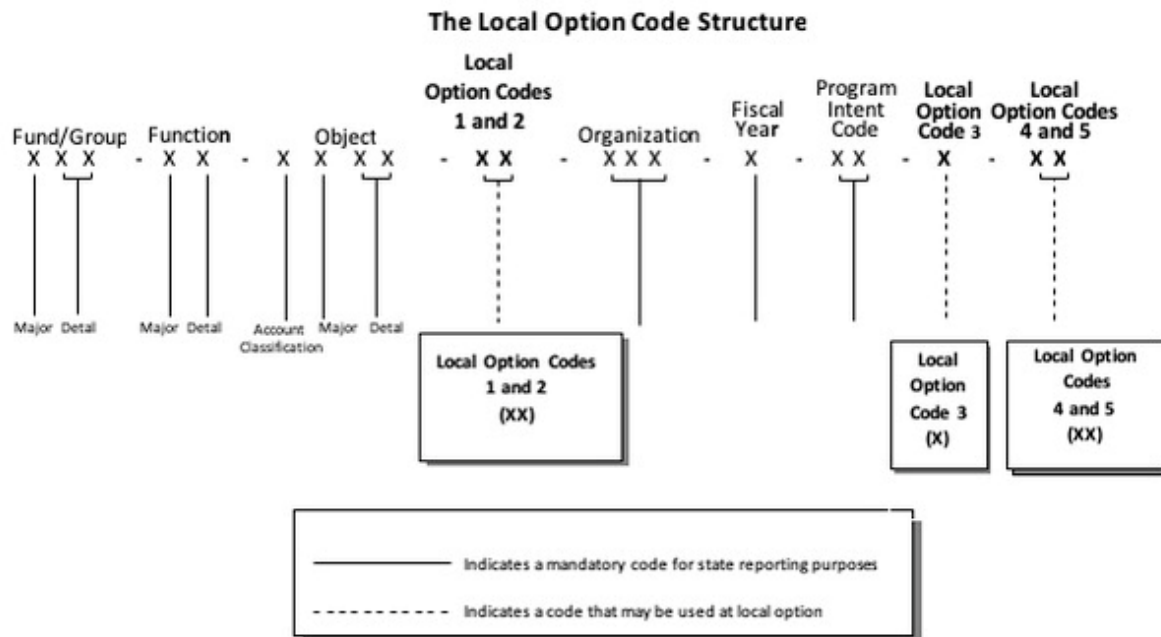 The Local Option Code Structure
Local
Option Codes
1 and 2
Fiscal
Year
Program
Intent
Code
Local
Option
Code 3
Local
Option Codes
4 and 5
Fund/Group Function Object Organization
X X X - X X - X X X X - X X - X X X - X - X X - X - X X
Major Detal Major Detal Account
Classification Major Detal
Local Option Codes
1 and 2
(XX)
Local
Option
Code 3
(X)
Local Option
Codes
4 and 5
(XX)
Indicates a mandatory code for state reporting purposes
Indicates a code that may be used at local option